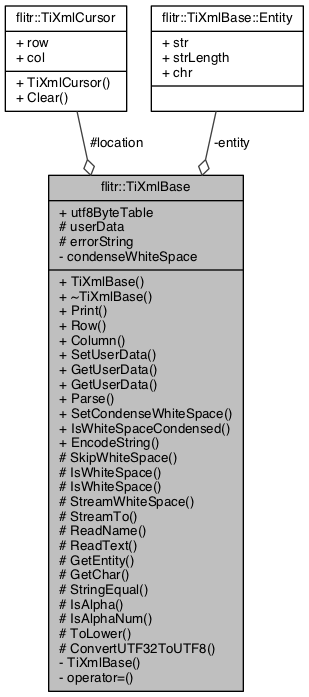 flitr::TiXmlCursor
+ row
+ col
+ TiXmlCursor()
+ Clear()
flitr::TiXmlBase::Entity
+ str
+ strLength
+ chr
#location
-entity
flitr::TiXmlBase
+ utf8ByteTable
# userData
# errorString
- condenseWhiteSpace
+ TiXmlBase()
+ ~TiXmlBase()
+ Print()
+ Row()
+ Column()
+ SetUserData()
+ GetUserData()
+ GetUserData()
+ Parse()
+ SetCondenseWhiteSpace()
+ IsWhiteSpaceCondensed()
+ EncodeString()
# SkipWhiteSpace()
# IsWhiteSpace()
# IsWhiteSpace()
# StreamWhiteSpace()
# StreamTo()
# ReadName()
# ReadText()
# GetEntity()
# GetChar()
# StringEqual()
# IsAlpha()
# IsAlphaNum()
# ToLower()
# ConvertUTF32ToUTF8()
- TiXmlBase()
- operator=()